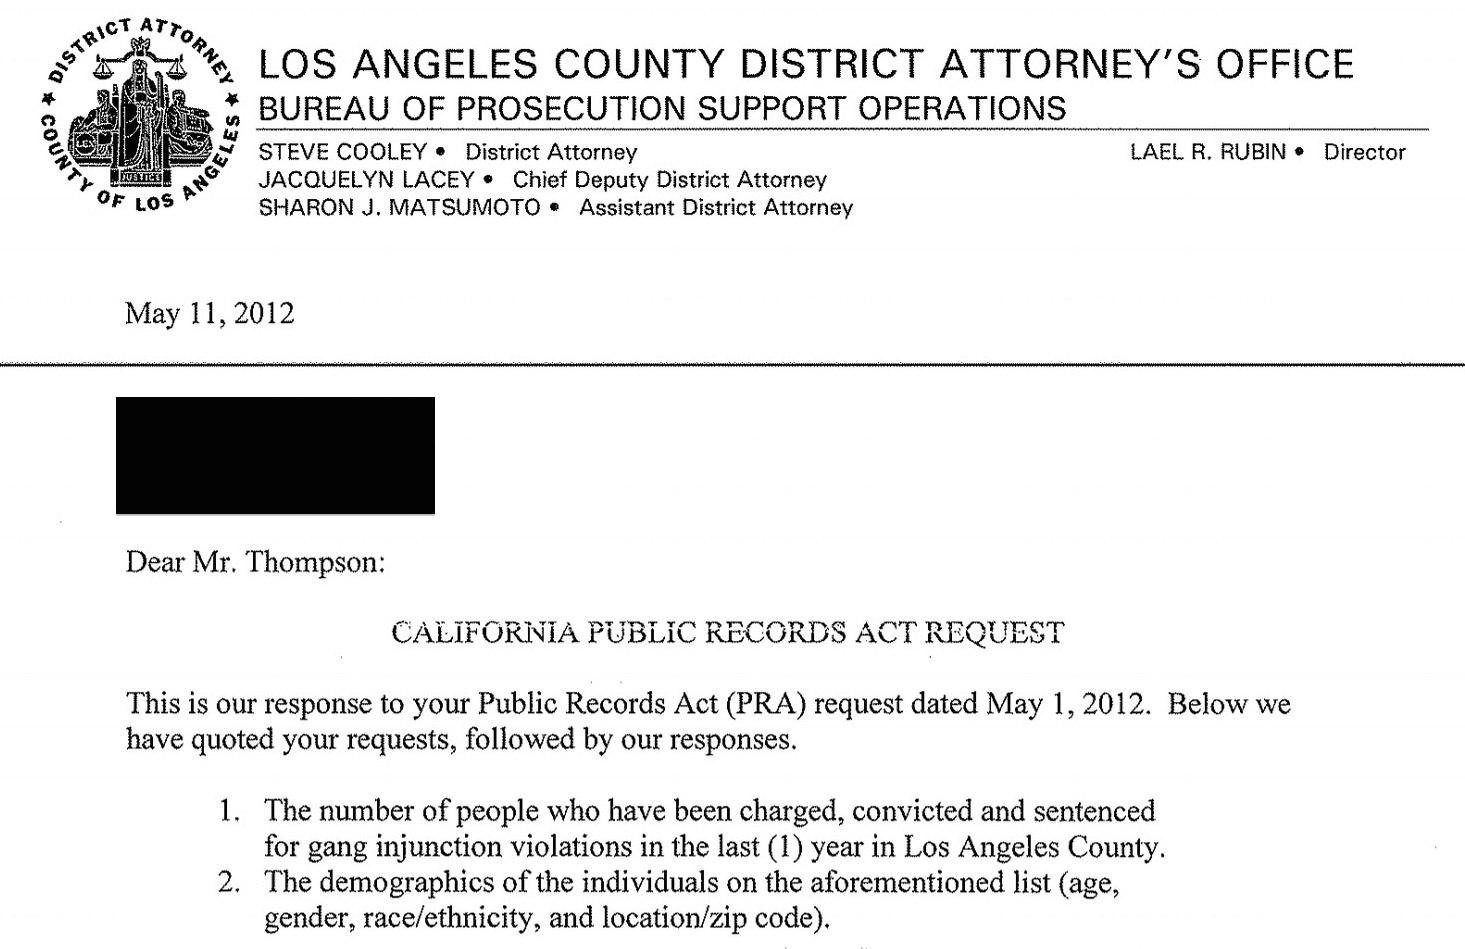 DISTRICT ATTORNEY
COUNTY OF LOS ANGELES
JUSTICE
LOS ANGELES COUNTY DISTRICT ATTORNEY'S OFFICE
BUREAU OF PROSECUTION SUPPORT OPERATIONS
STEVE COOLEY • District Attorney LAEL R. RUBIN • Director
JACQUELYN LACEY • Chief Deputy District Attorney
SHARON J. MATSUMOTO • Assistant District Attorney
May 11, 2012
Dear Mr. Thompson:
CALIFORNIA PUBLIC RECORDS ACT REQUEST
This is our response to your Public Records Act (PRA) request dated May 1, 2012. Below we
have quoted your requests, followed by our responses.
1. The number of people who have been charged, convicted and sentenced
for gang injunction violations in the last (1) year in Los Angeles County.
2. The demographics of the individuals on the aforementioned list (age,
gender, race/ethnicity, and location/zip code).